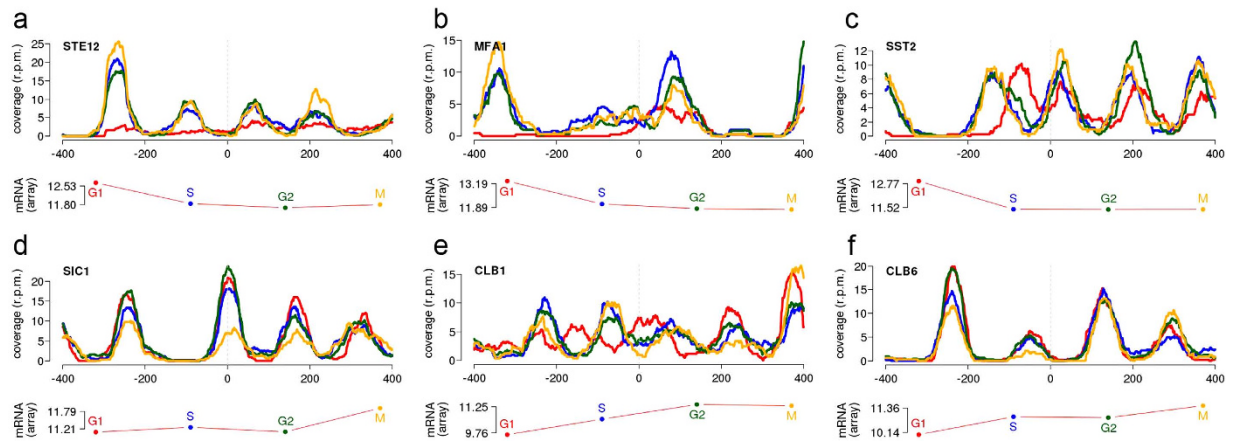 a
STE12
coverage (r.p.m.)
25
20
15
10
5
0
-400 -200 0 200 400
mRNA
(array)
12.53
11.80
G1 S G2 M
b
MFA1
coverage (r.p.m.)
15
10
5
0
-400 -200 0 200 400
mRNA
(array)
13.19
11.89
G1 S G2 M
c
SST2
coverage (r.p.m.)
12
10
8
6
4
2
0
-400 -200 0 200 400
mRNA
(array)
12.77
11.52
G1 S G2 M
d
SIC1
coverage (r.p.m.)
20
15
10
5
0
-400 -200 0 200 400
mRNA
(array)
11.79
11.21
G1 S G2 M
e
CLB1
coverage (r.p.m.)
15
10
5
0
-400 -200 0 200 400
mRNA
(array)
11.25
9.76
G1 S G2 M
f
CLB6
coverage (r.p.m.)
20
15
10
5
0
-400 -200 0 200 400
mRNA
(array)
11.36
10.14
G1 S G2 M